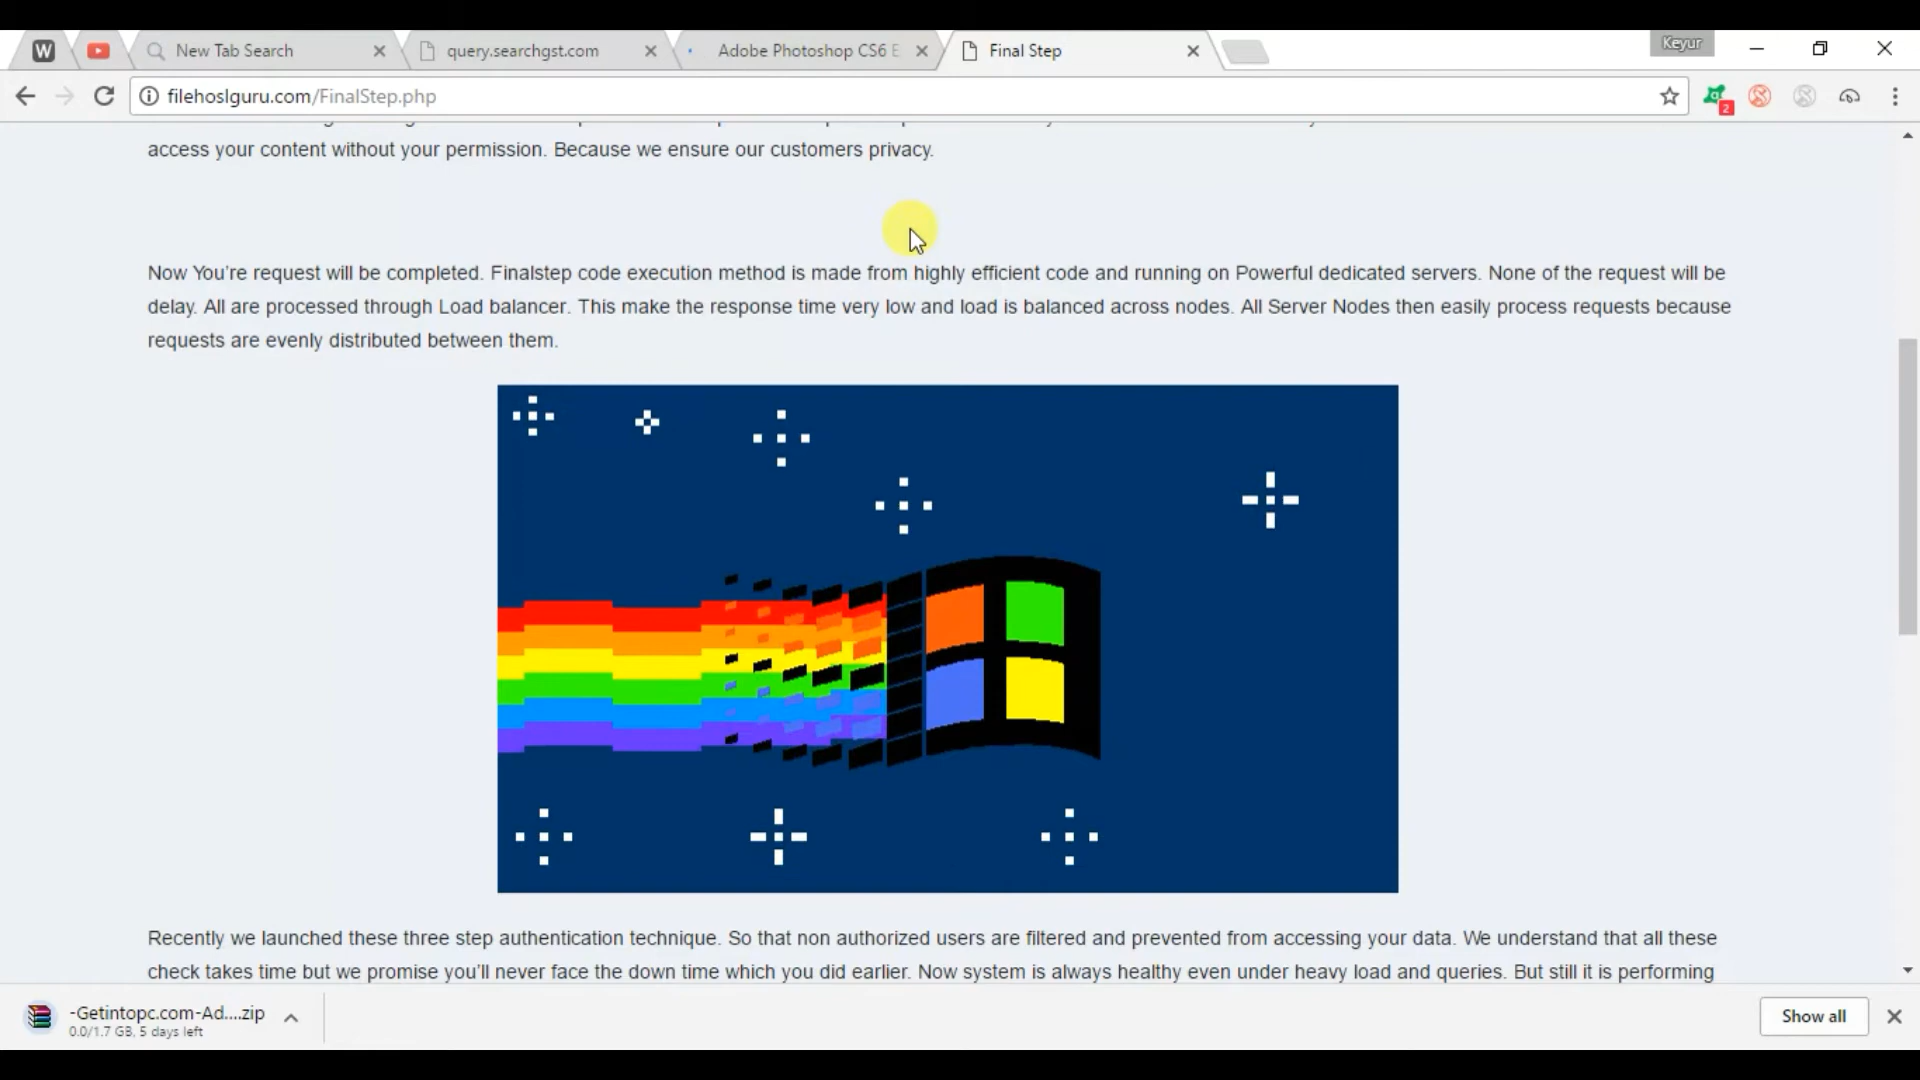 W
New Tab Search
query.searchgst.com
Adobe Photoshop CS6 E
Final Step
Keyur
filehoslguru.com/FinalStep.php
2
access your content without your permission. Because we ensure our customers privacy.
Now You're request will be completed. Finalstep code execution method is made from highly efficient code and running on Powerful dedicated servers. None of the request will be
delay. All are processed through Load balancer. This make the response time very low and load is balanced across nodes. All Server Nodes then easily process requests because
requests are evenly distributed between them.
Recently we launched these three step authentication technique. So that non authorized users are filtered and prevented from accessing your data. We understand that all these
check takes time but we promise you'll never face the down time which you did earlier. Now system is always healthy even under heavy load and queries. But still it is performing
-Getintopc.com-Ad....zip
0.0/1.7 GB, 5 days left
Show all